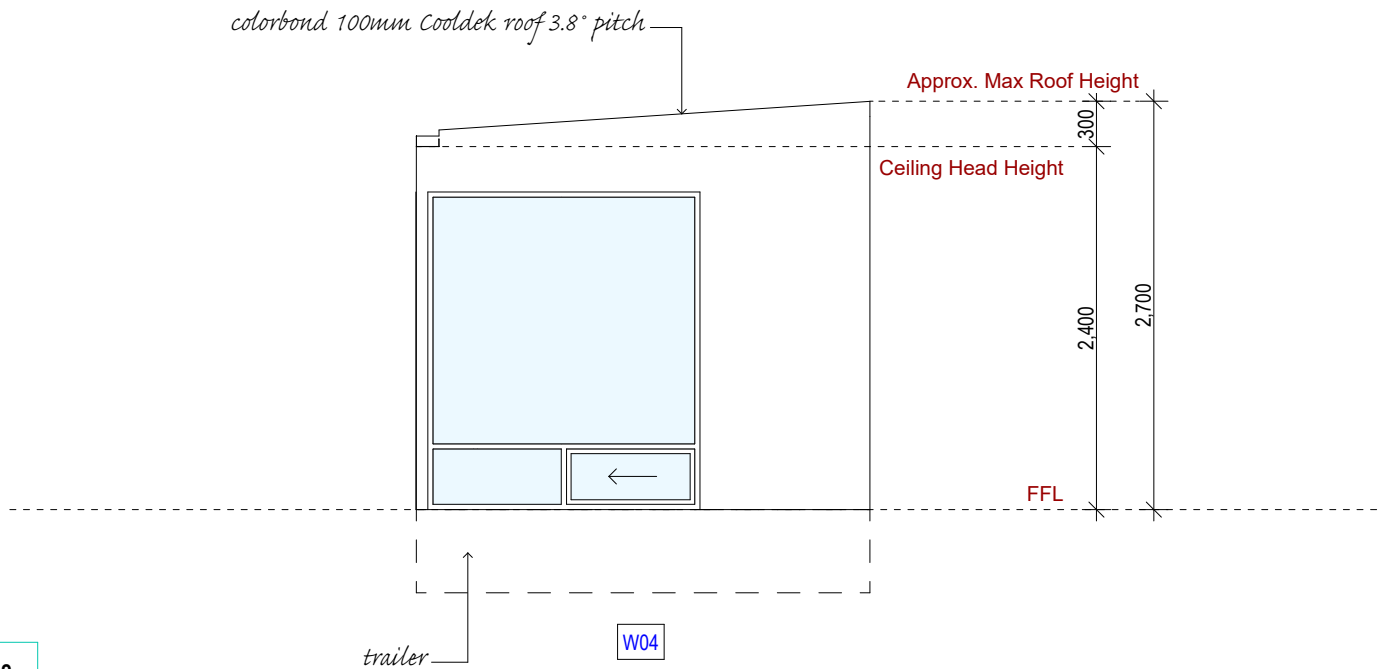 colorbond 100mm Cooldek roof 3.8° pitch
Approx. Max Roof Height
300
Ceiling Head Height
2,400
2,700
FFL
W04
trailer